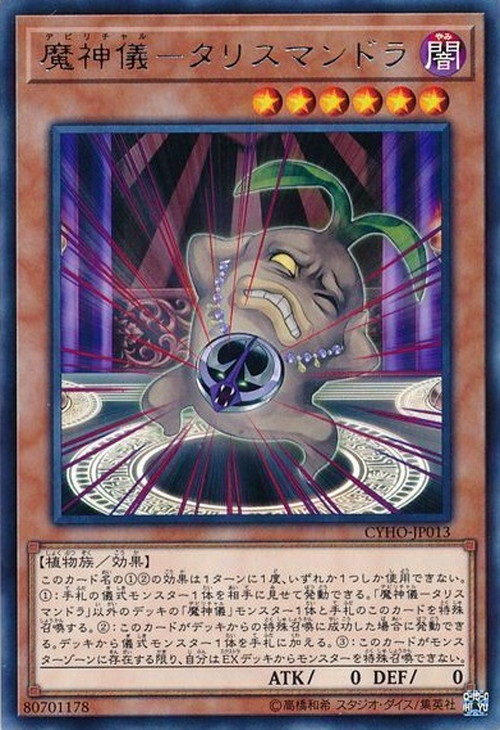 デビリチャル
魔神儀－タリスマンドラ
やみ
闇
CYHO-JP013
【植物族／効果】
このカード名の①②の効果は１ターンに１度、いずれか１つしか使用できない。
①：手札の儀式モンスター１体を相手に見せて発動できる。「魔神儀－タリ
スマンドラ」以外のデッキの「魔神儀」モンスター１体と手札のこのカードを特殊
召喚する。②：このカードがデッキからの特殊召喚に成功した場合に発動でき
る。デッキから儀式モンスター１体を手札に加える。③：このカードがモンス
ターゾーンに存在する限り、自分はEXデッキからモンスターを特殊召喚できない。
ATK/ 0 DEF/ 0
80701178
©高橋和希 スタジオ・ダイス/集英社